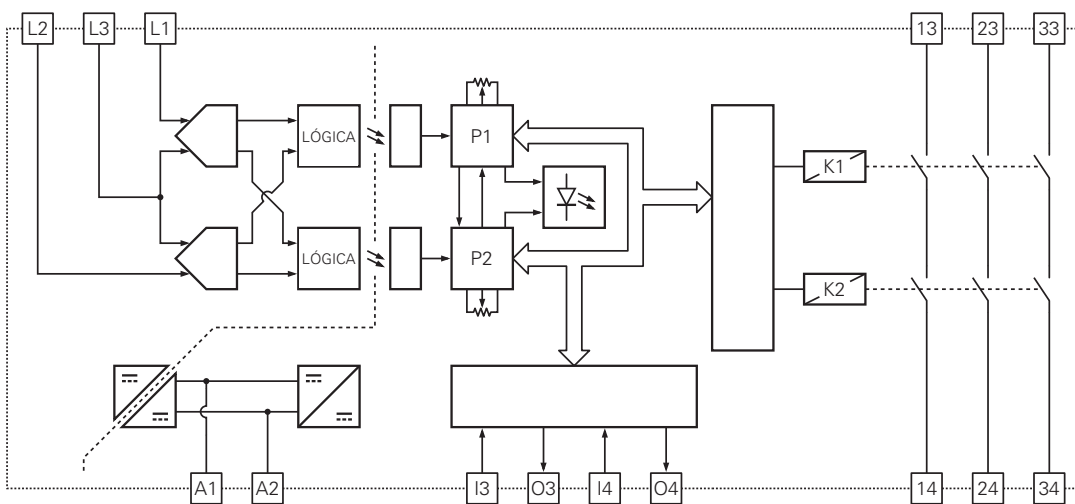 L2 L3 L1 13 23 33
LÓGICA P1 K1
LÓGICA P2 K2
A1 A2 I3 O3 I4 O4 14 24 34